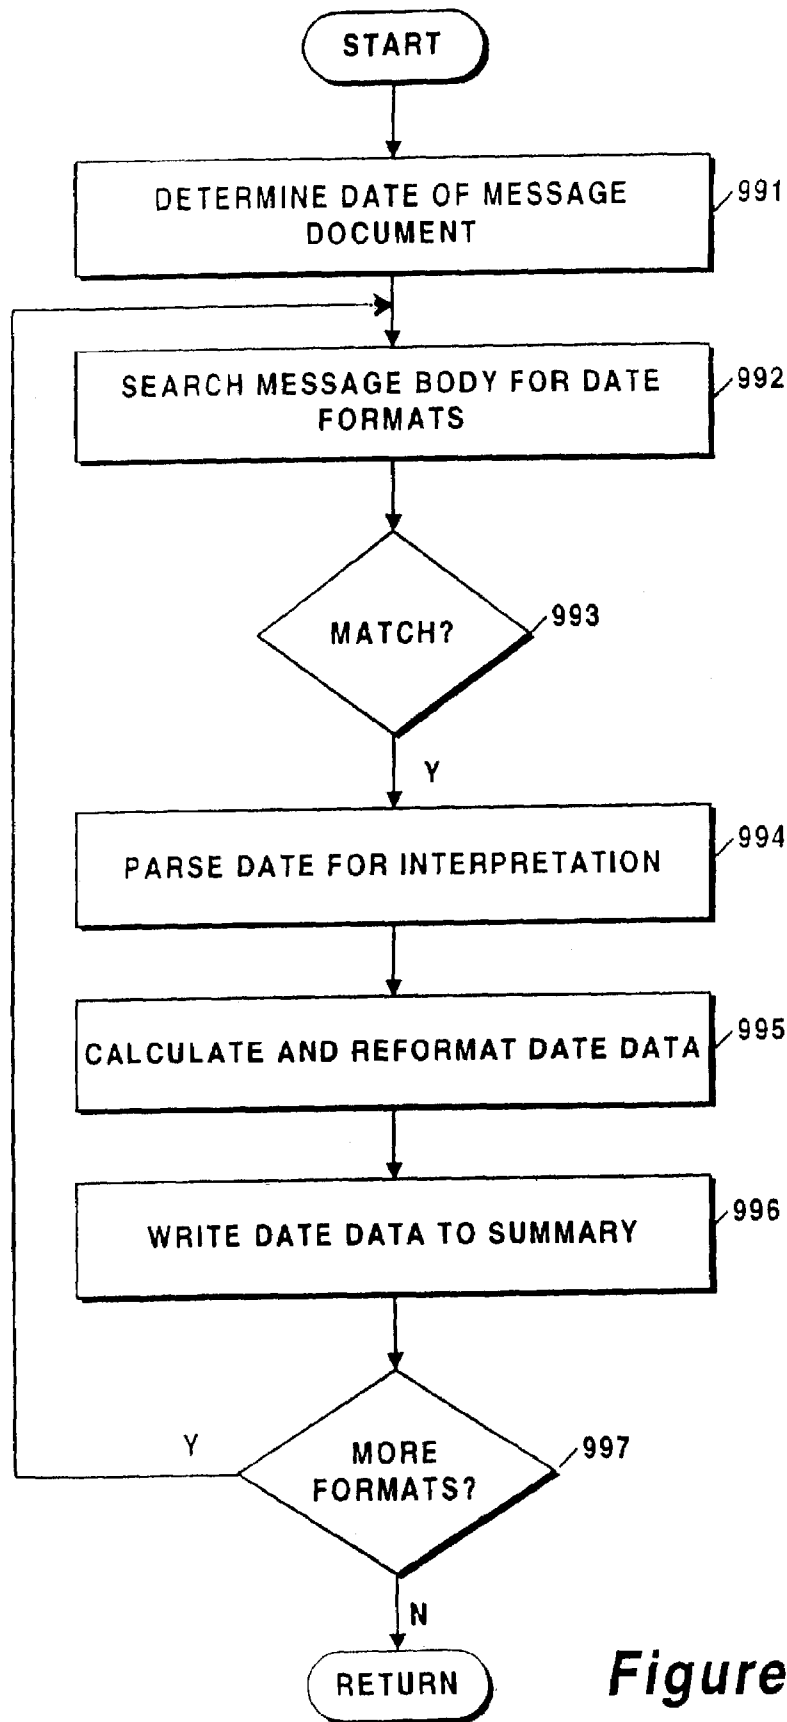 START
DETERMINE DATE OF MESSAGE
DOCUMENT
991
SEARCH MESSAGE BODY FOR DATE
FORMATS
992
MATCH?
993
Y
PARSE DATE FOR INTERPRETATION
994
CALCULATE AND REFORMAT DATE DATA
995
WRITE DATE DATA TO SUMMARY
996
MORE
FORMATS?
997
Y
N
RETURN
Figure